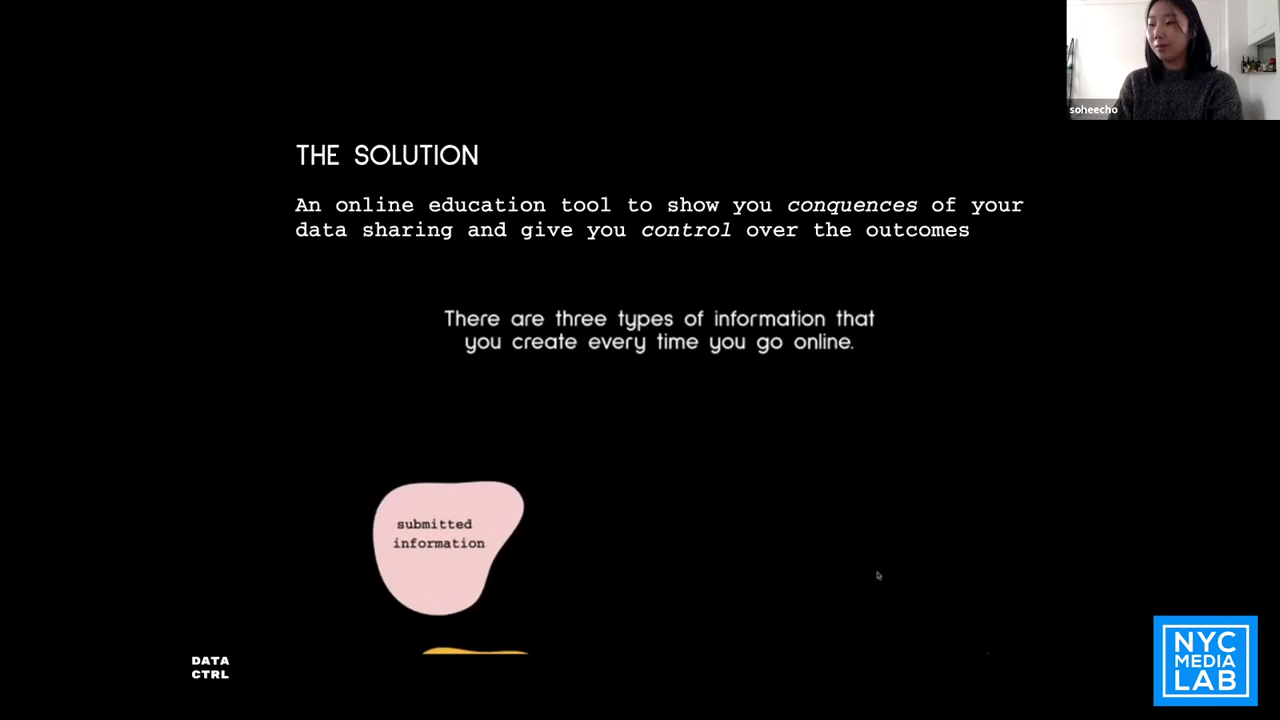 soheecho
THE SOLUTION
An online education tool to show you conquences of your
data sharing and give you control over the outcomes
There are three types of information that
you create every time you go online.
submitted
information
DATA
CTRL
NYC
MEDIA
LAB